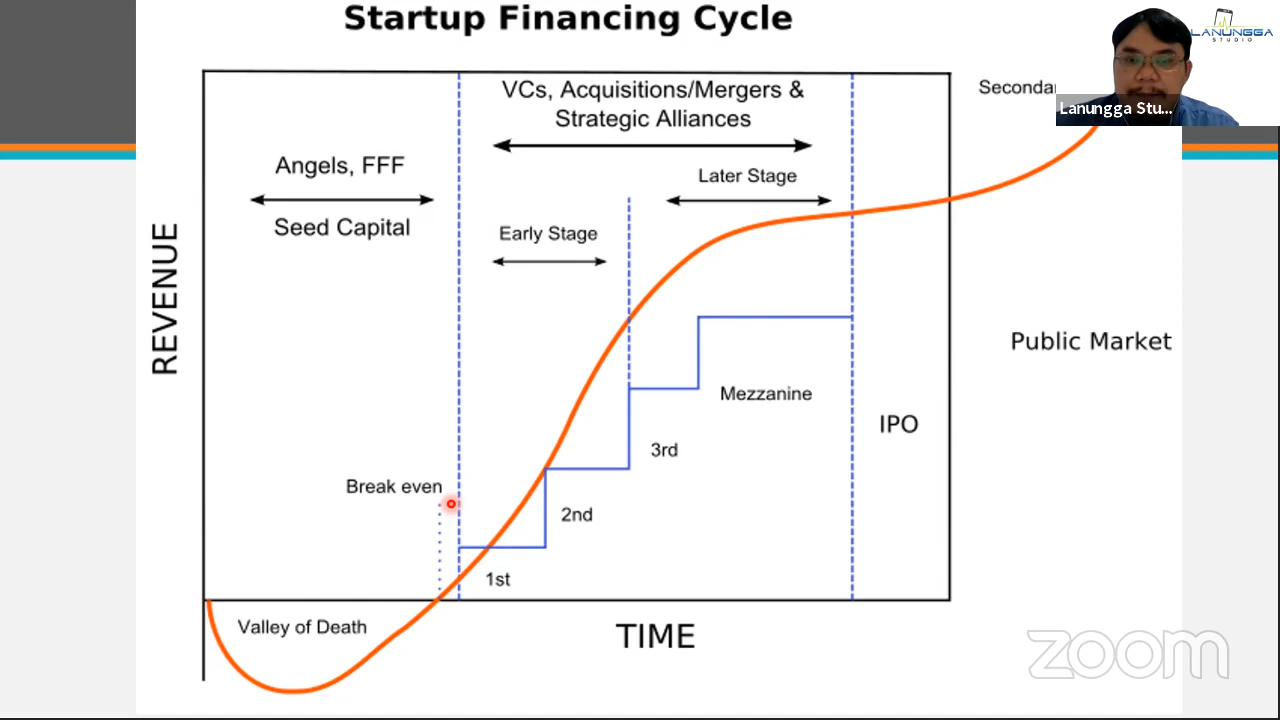 Startup Financing Cycle
LANUNGGA
STUDIO
VCs, Acquisitions/Mergers &
Strategic Alliances
Lanungga Stu...
Angels, FFF
Later Stage
Seed Capital
Early Stage
REVENUE
Public Market
Mezzanine
IPO
3rd
Break even
2nd
1st
Valley of Death
TIME
zoom